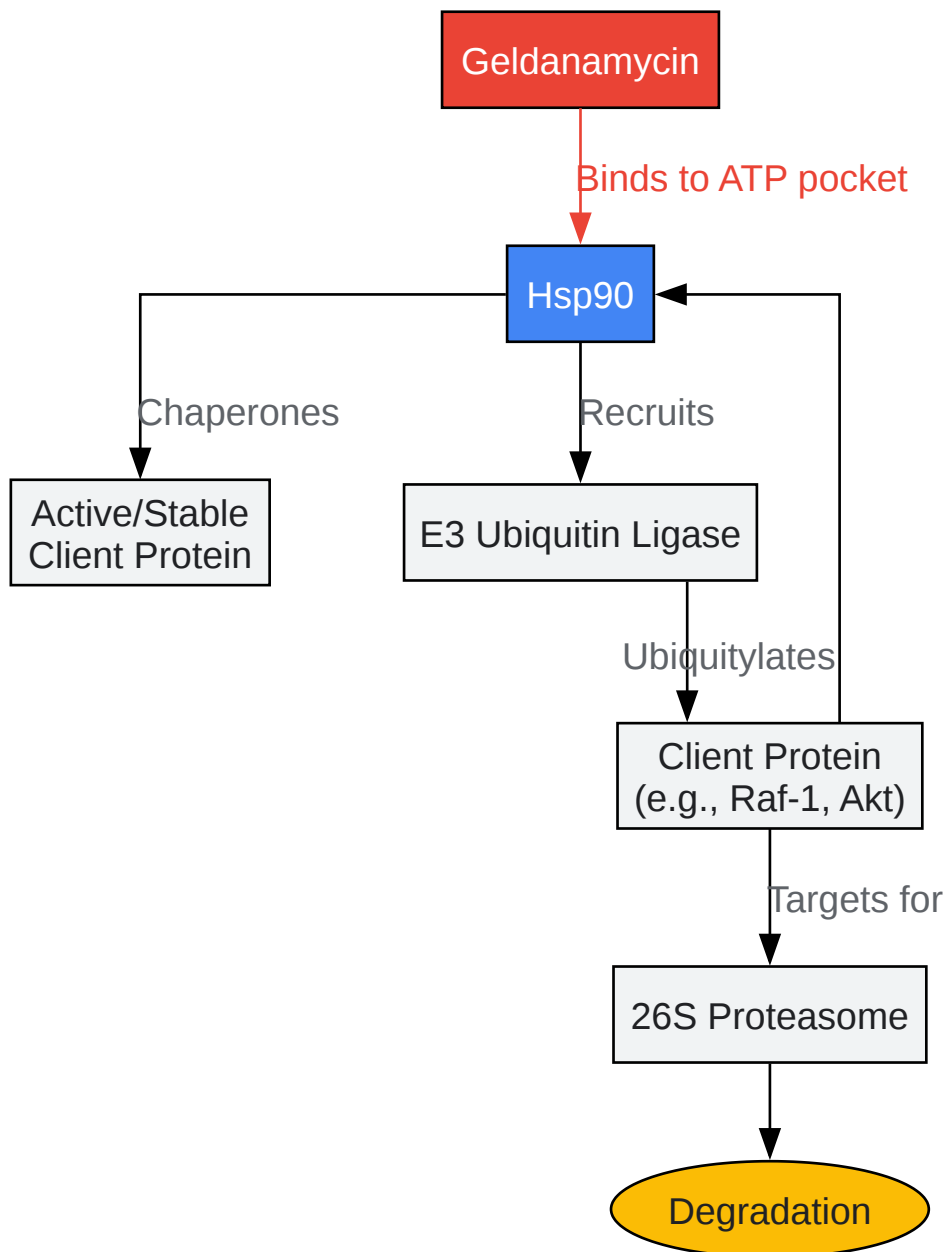 Geldanamycin
Binds to ATP pocket
Hsp90
Chaperones
Recruits
Active/Stable
Client Protein
E3 Ubiquitin Ligase
Ubiquitylates
Client Protein
(e.g., Raf-1, Akt)
Targets for
26S Proteasome
Degradation